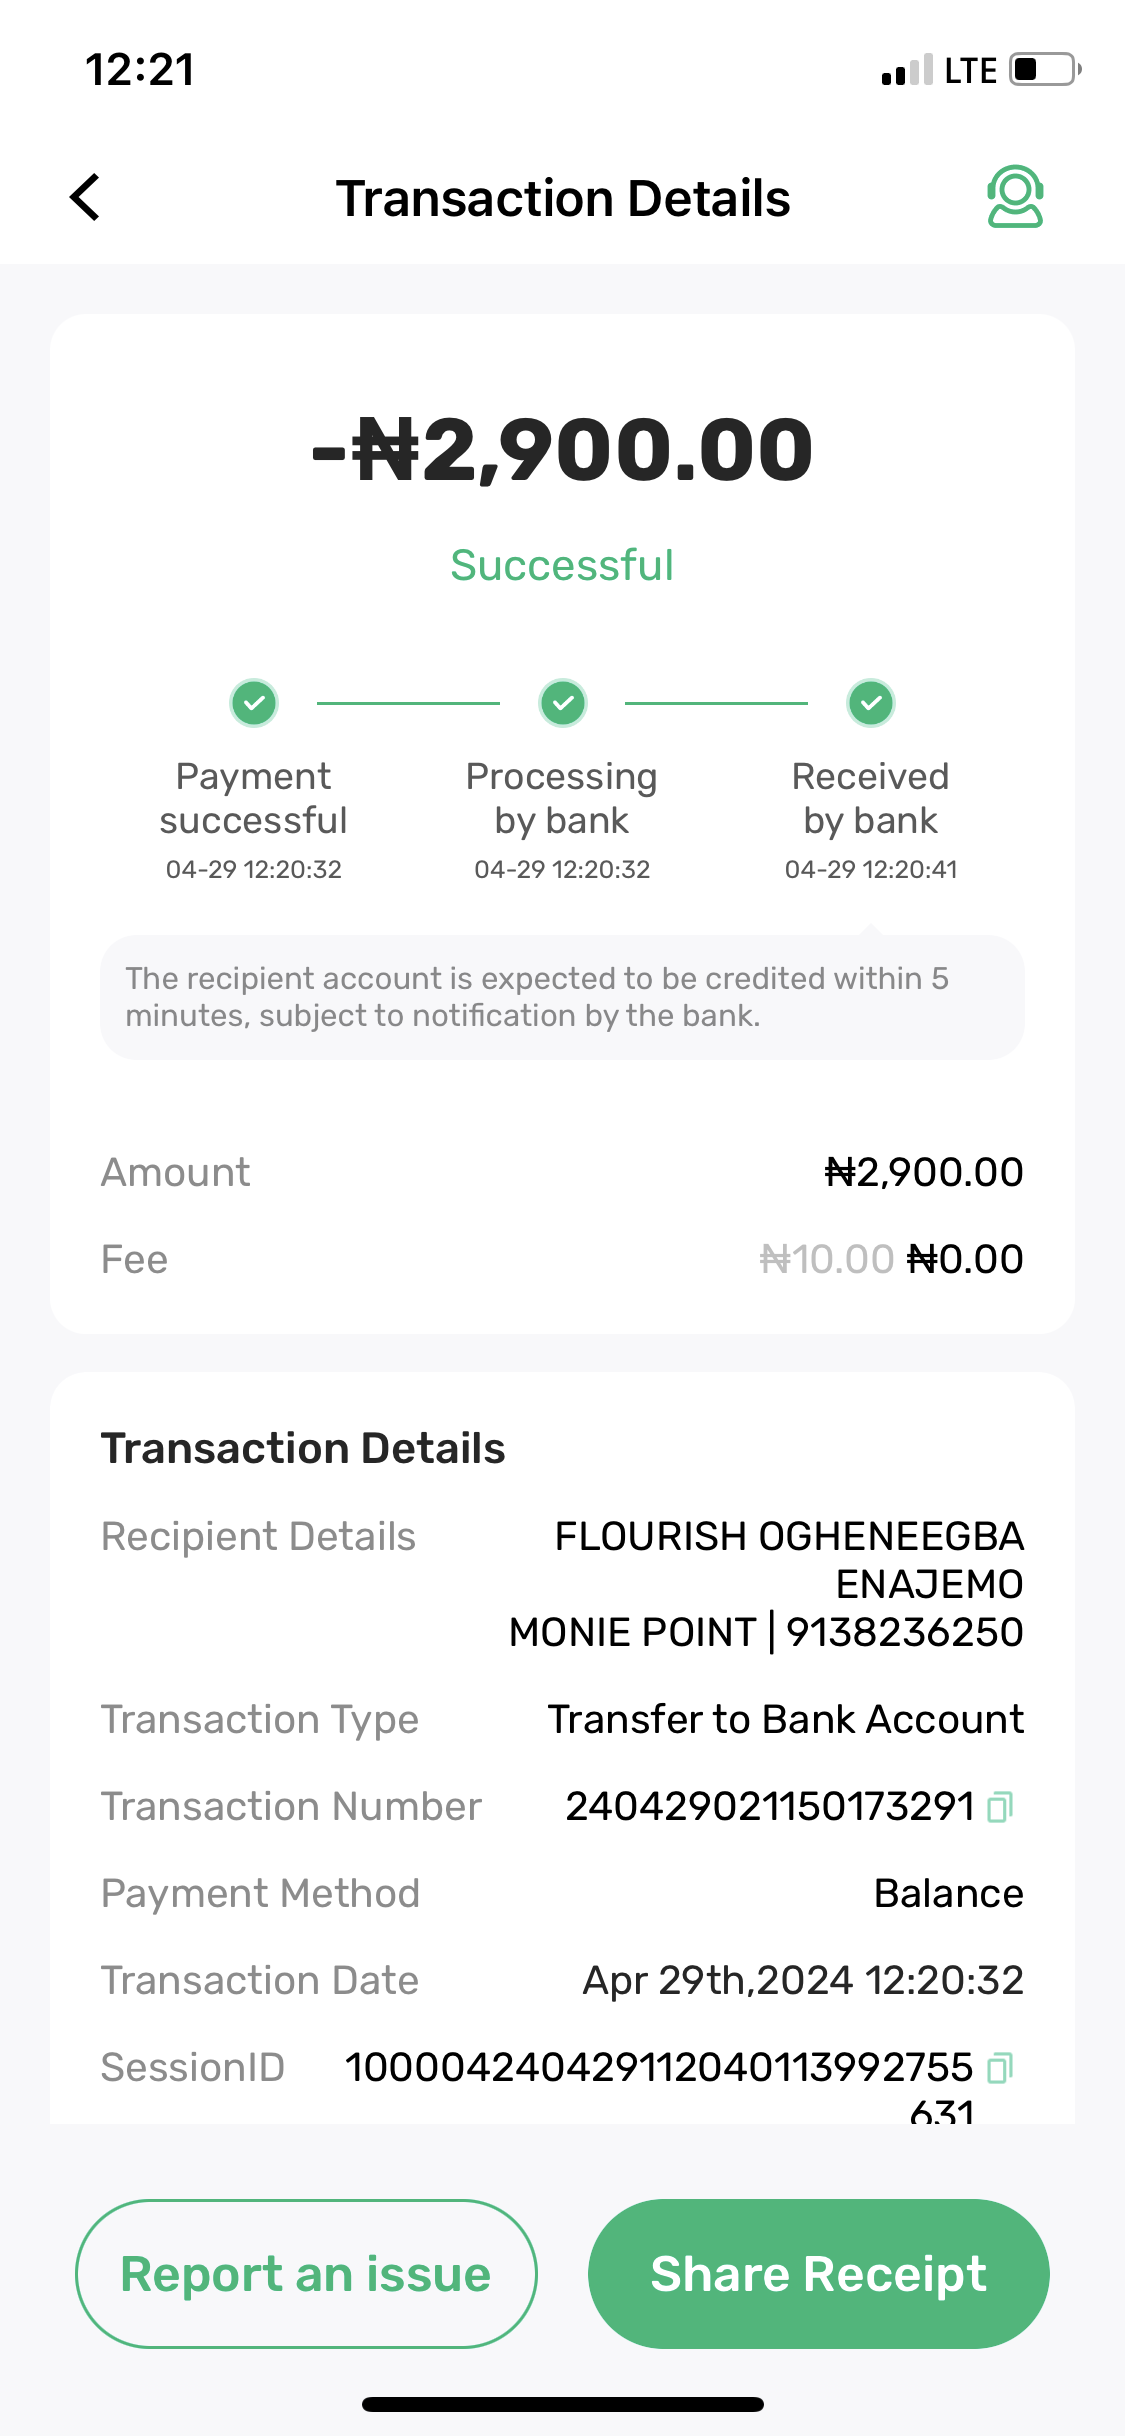 12:21
LTE
Transaction Details
-₦2,900.00
Successful
Payment successful
Processing by bank
Received by bank
04-29 12:20:32
04-29 12:20:32
04-29 12:20:41
The recipient account is expected to be credited within 5
minutes, subject to notification by the bank.
Amount ₦2,900.00
Fee ₦10.00 ₦0.00
Transaction Details
Recipient Details FLOURISH OGHENEEGBA
ENAJEMO
MONIE POINT | 9138236250
Transaction Type Transfer to Bank Account
Transaction Number 240429021150173291
Payment Method Balance
Transaction Date Apr 29th,2024 12:20:32
SessionID 100004240429112040113992755
631
Report an issue
Share Receipt